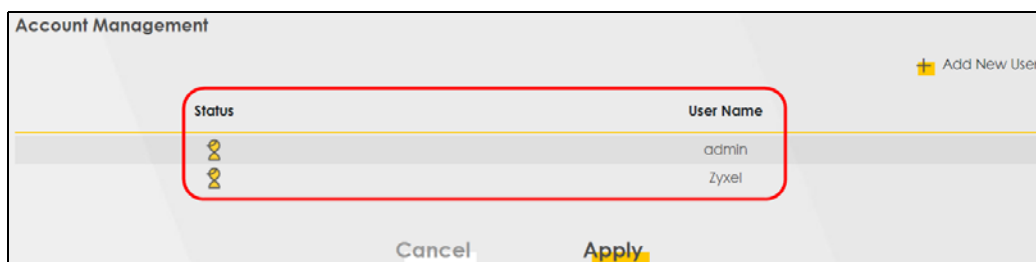 Account Management
Add New User
Status User Name
admin
Zyxel
Cancel Apply